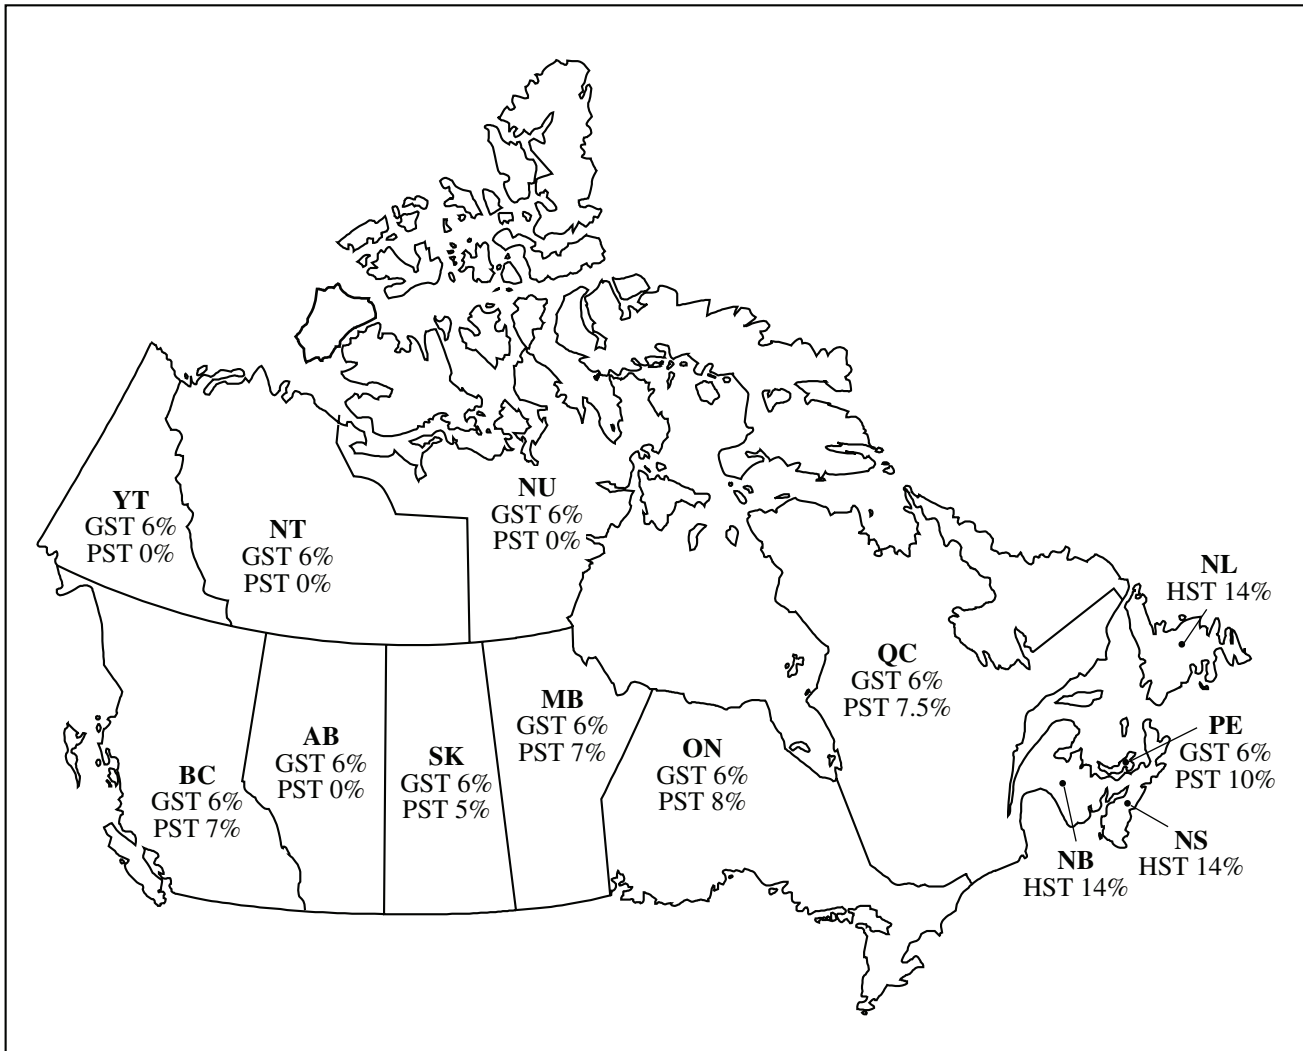 YT
GST 6%
PST 0%
NT
GST 6%
PST 0%
NU
GST 6%
PST 0%
NL
HST 14%
QC
GST 6%
PST 7.5%
MB
GST 6%
PST 7%
AB
GST 6%
PST 0%
SK
GST 6%
PST 5%
ON
GST 6%
PST 8%
BC
GST 6%
PST 7%
PE
GST 6%
PST 10%
NS
HST 14%
NB
HST 14%